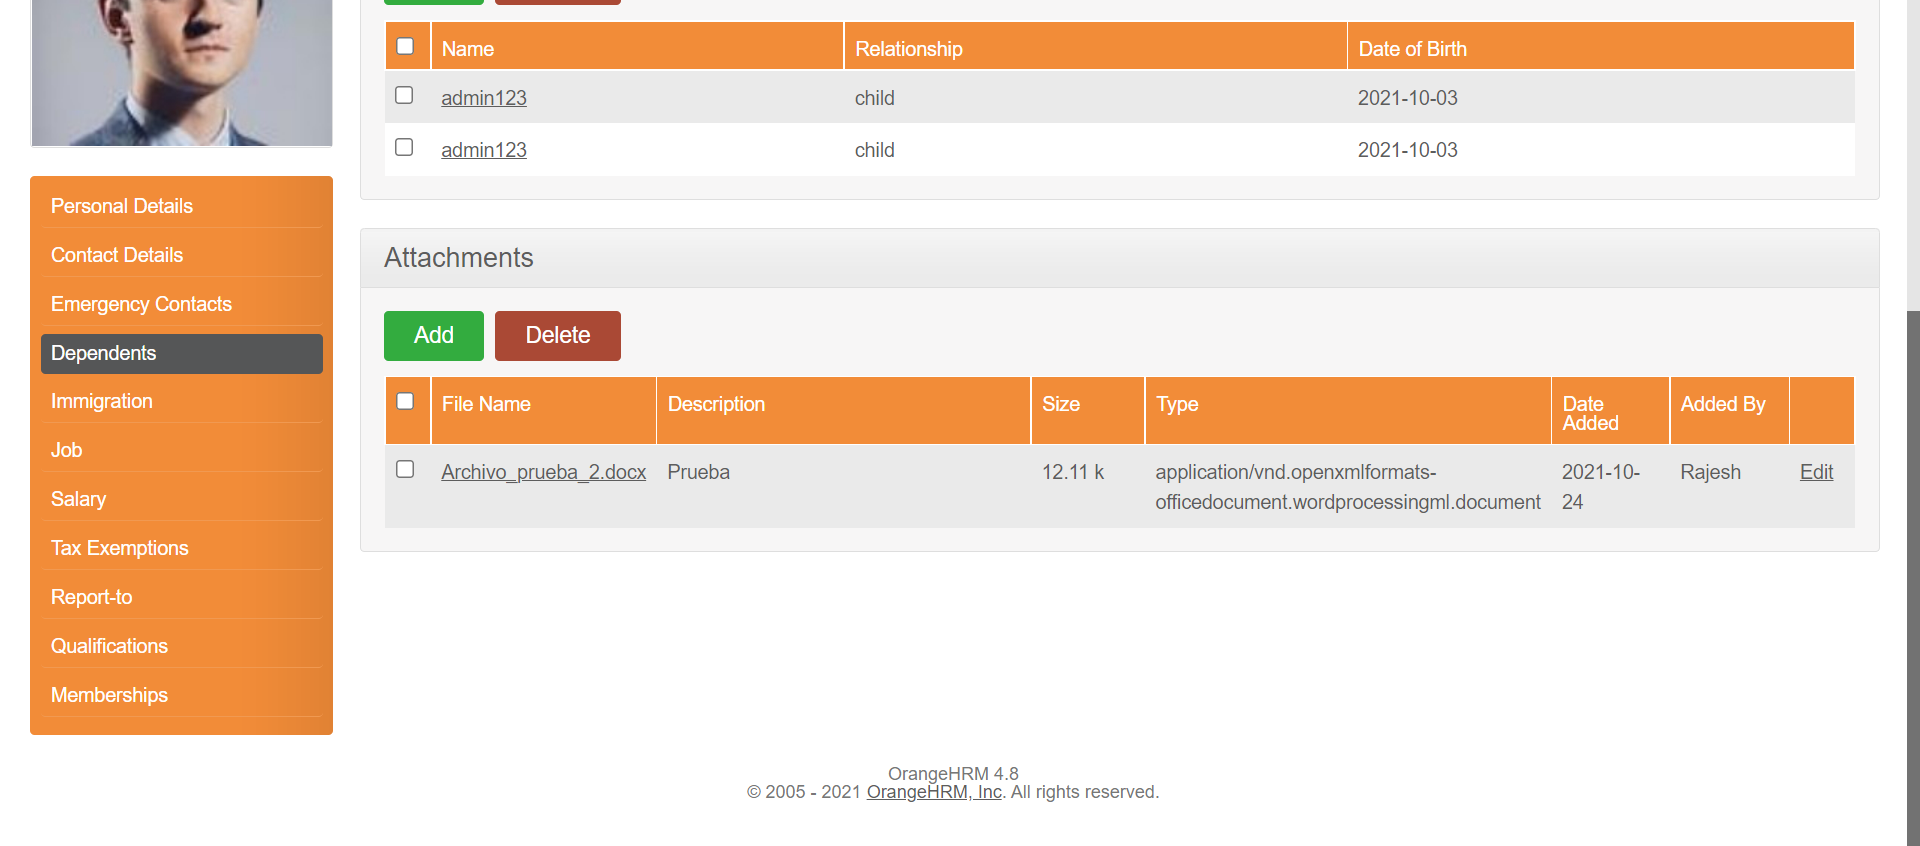 Name Relationship Date of Birth
admin123 child 2021-10-03
admin123 child 2021-10-03
Personal Details
Contact Details
Emergency Contacts
Dependents
Immigration
Job
Salary
Tax Exemptions
Report-to
Qualifications
Memberships
Attachments
Add Delete
File Name Description Size Type Date Added By
Added
Archivo_prueba_2.docx Prueba 12.11 k application/vnd.openxmlformats- 2021-10- Rajesh Edit
officedocument.wordprocessingml.document 24
OrangeHRM 4.8
© 2005 - 2021 OrangeHRM, Inc. All rights reserved.